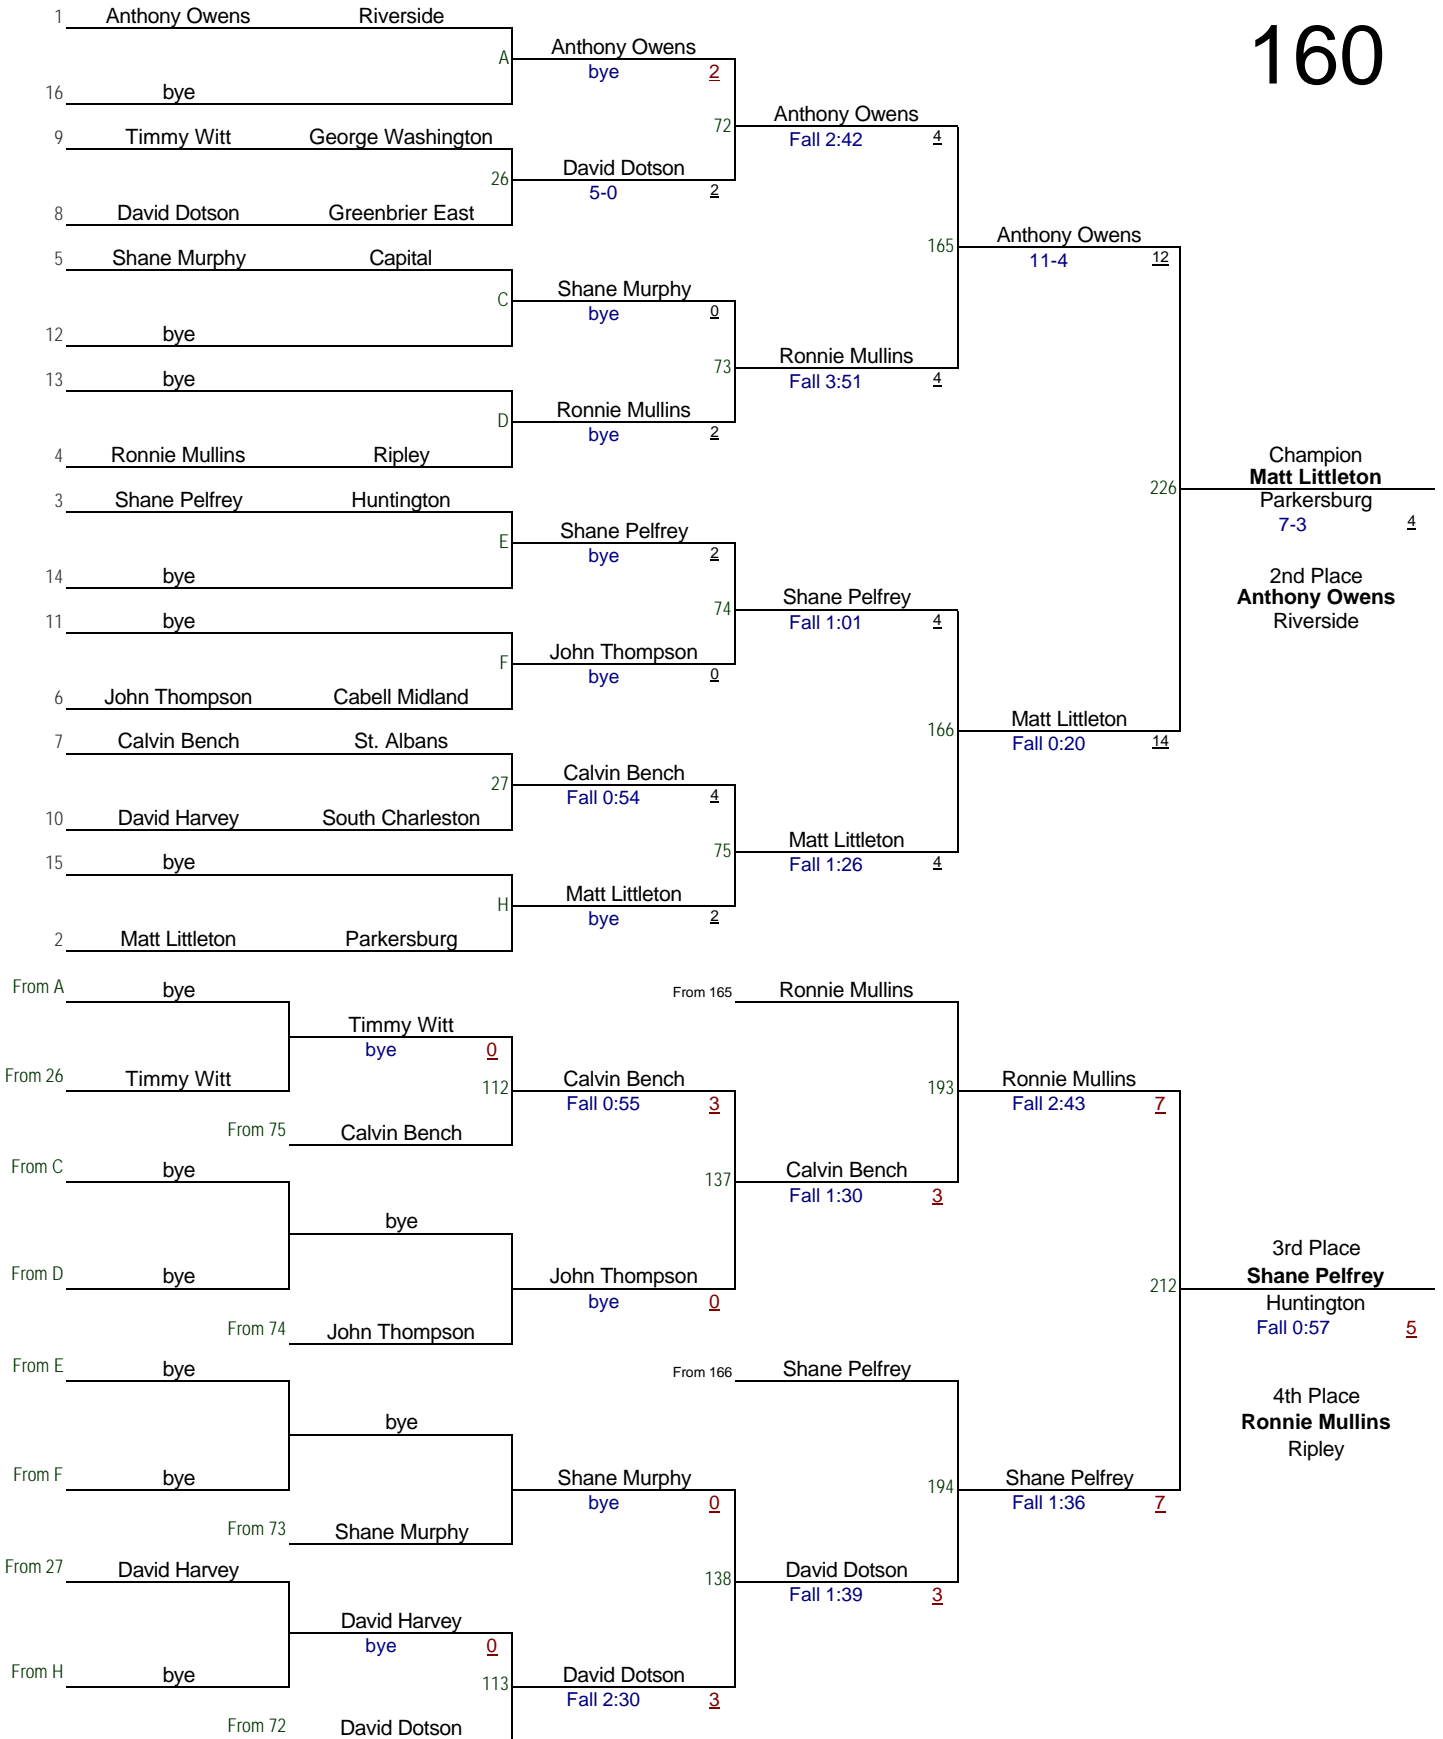 160
1 Anthony Owens Riverside
A Anthony Owens
bye 2
16 bye
9 Timmy Witt George Washington
72 Anthony Owens
Fall 2:42 4
26 David Dotson
5-0 2
8 David Dotson Greenbrier East
5 Shane Murphy Capital
165 Anthony Owens
11-4 12
C Shane Murphy
bye 0
12 bye
13 bye
73 Ronnie Mullins
Fall 3:51 4
D Ronnie Mullins
bye 2
4 Ronnie Mullins Ripley
Champion
226 Matt Littleton
Parkersburg
7-3 4
3 Shane Pelfrey Huntington
E Shane Pelfrey
bye 2
14 bye
2nd Place
Anthony Owens
Riverside
11 bye
74 Shane Pelfrey
Fall 1:01 4
F John Thompson
bye 0
6 John Thompson Cabell Midland
7 Calvin Bench St. Albans
166 Matt Littleton
Fall 0:20 14
27 Calvin Bench
Fall 0:54 4
10 David Harvey South Charleston
15 bye
75 Matt Littleton
Fall 1:26 4
H Matt Littleton
bye 2
2 Matt Littleton Parkersburg
From A bye
From 165 Ronnie Mullins
Timmy Witt
bye 0
From 26 Timmy Witt
112 Calvin Bench
Fall 0:55 3
193 Ronnie Mullins
Fall 2:43 7
From 75 Calvin Bench
From C bye
137 Calvin Bench
Fall 1:30 3
bye
From D bye
John Thompson
bye 0
3rd Place
212 Shane Pelfrey
Huntington
Fall 0:57 5
From 74 John Thompson
From E bye
From 166 Shane Pelfrey
bye
4th Place
Ronnie Mullins
Ripley
From F bye
Shane Murphy
bye 0
194 Shane Pelfrey
Fall 1:36 7
From 73 Shane Murphy
From 27 David Harvey
138 David Dotson
Fall 1:39 3
David Harvey
bye 0
From H bye
113 David Dotson
Fall 2:30 3
From 72 David Dotson